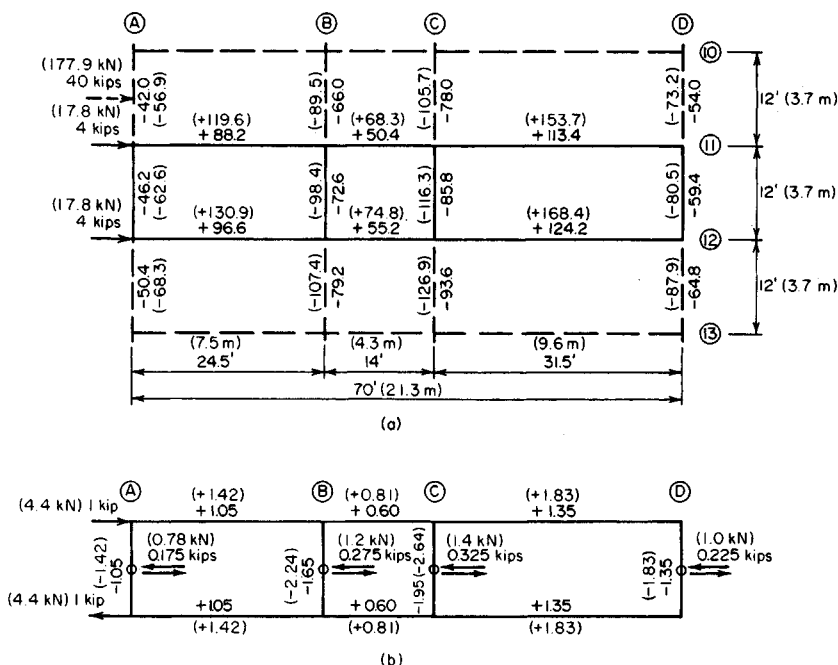 A B C D
10
(177.9 kN)
40 kips
-42.0
(-56.9)
(-89.5)
-66.0
(-105.7)
-78.0
(-73.2)
-54.0
12' (3.7 m)
(17.8 kN)
4 kips
(+119.6)
+88.2
(+68.3)
+50.4
(+153.7)
+113.4
11
-46.2
(-62.6)
(-98.4)
-72.6
(-116.3)
-85.8
(-80.5)
-59.4
12' (3.7 m)
(17.8 kN)
4 kips
(+130.9)
+96.6
(+74.8)
+55.2
(+168.4)
+124.2
12
-50.4
(-68.3)
(-107.4)
-79.2
(-126.9)
-93.6
(-87.9)
-64.8
12' (3.7 m)
13
(7.5 m)
24.5'
(4.3 m)
14'
(9.6 m)
31.5'
70' (21.3 m)
(a)
A B C D
(4.4 kN) 1 kip
(+1.42)
+1.05
(+0.81)
+0.60
(+1.83)
+1.35
(-1.42)
-1.05
(0.78 kN)
0.175 kips
(-2.24)
-1.65
(1.2 kN)
0.275 kips
-1.95 (-2.64)
(1.4 kN)
0.325 kips
(-1.83)
-1.35
(1.0 kN)
0.225 kips
(4.4 kN) 1 kip
+1.05
(+1.42)
+0.60
(+0.81)
+1.35
(+1.83)
(b)